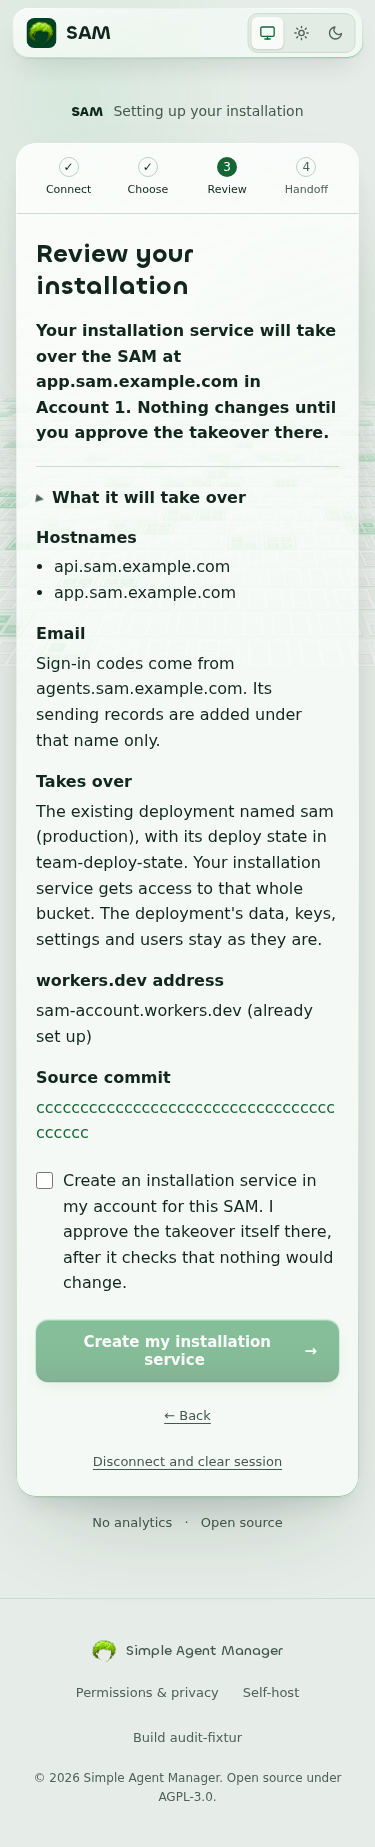 SAM
SAM Setting up your installation
✓ ✓ 3 4
Connect Choose Review Handoff
Review your
installation
Your installation service will take
over the SAM at
app.sam.example.com in
Account 1. Nothing changes until
you approve the takeover there.
What it will take over
Hostnames
• api.sam.example.com
• app.sam.example.com
Email
Sign-in codes come from
agents.sam.example.com. Its
sending records are added under
that name only.
Takes over
The existing deployment named sam
(production), with its deploy state in
team-deploy-state. Your installation
service gets access to that whole
bucket. The deployment's data, keys,
settings and users stay as they are.
workers.dev address
sam-account.workers.dev (already
set up)
Source commit
cccccccccccccccccccccccccccccccccc
cccccc
Create an installation service in
my account for this SAM. I
approve the takeover itself there,
after it checks that nothing would
change.
Create my installation
service →
← Back
Disconnect and clear session
No analytics · Open source
Simple Agent Manager
Permissions & privacy Self-host
Build audit-fixtur
© 2026 Simple Agent Manager. Open source under
AGPL-3.0.